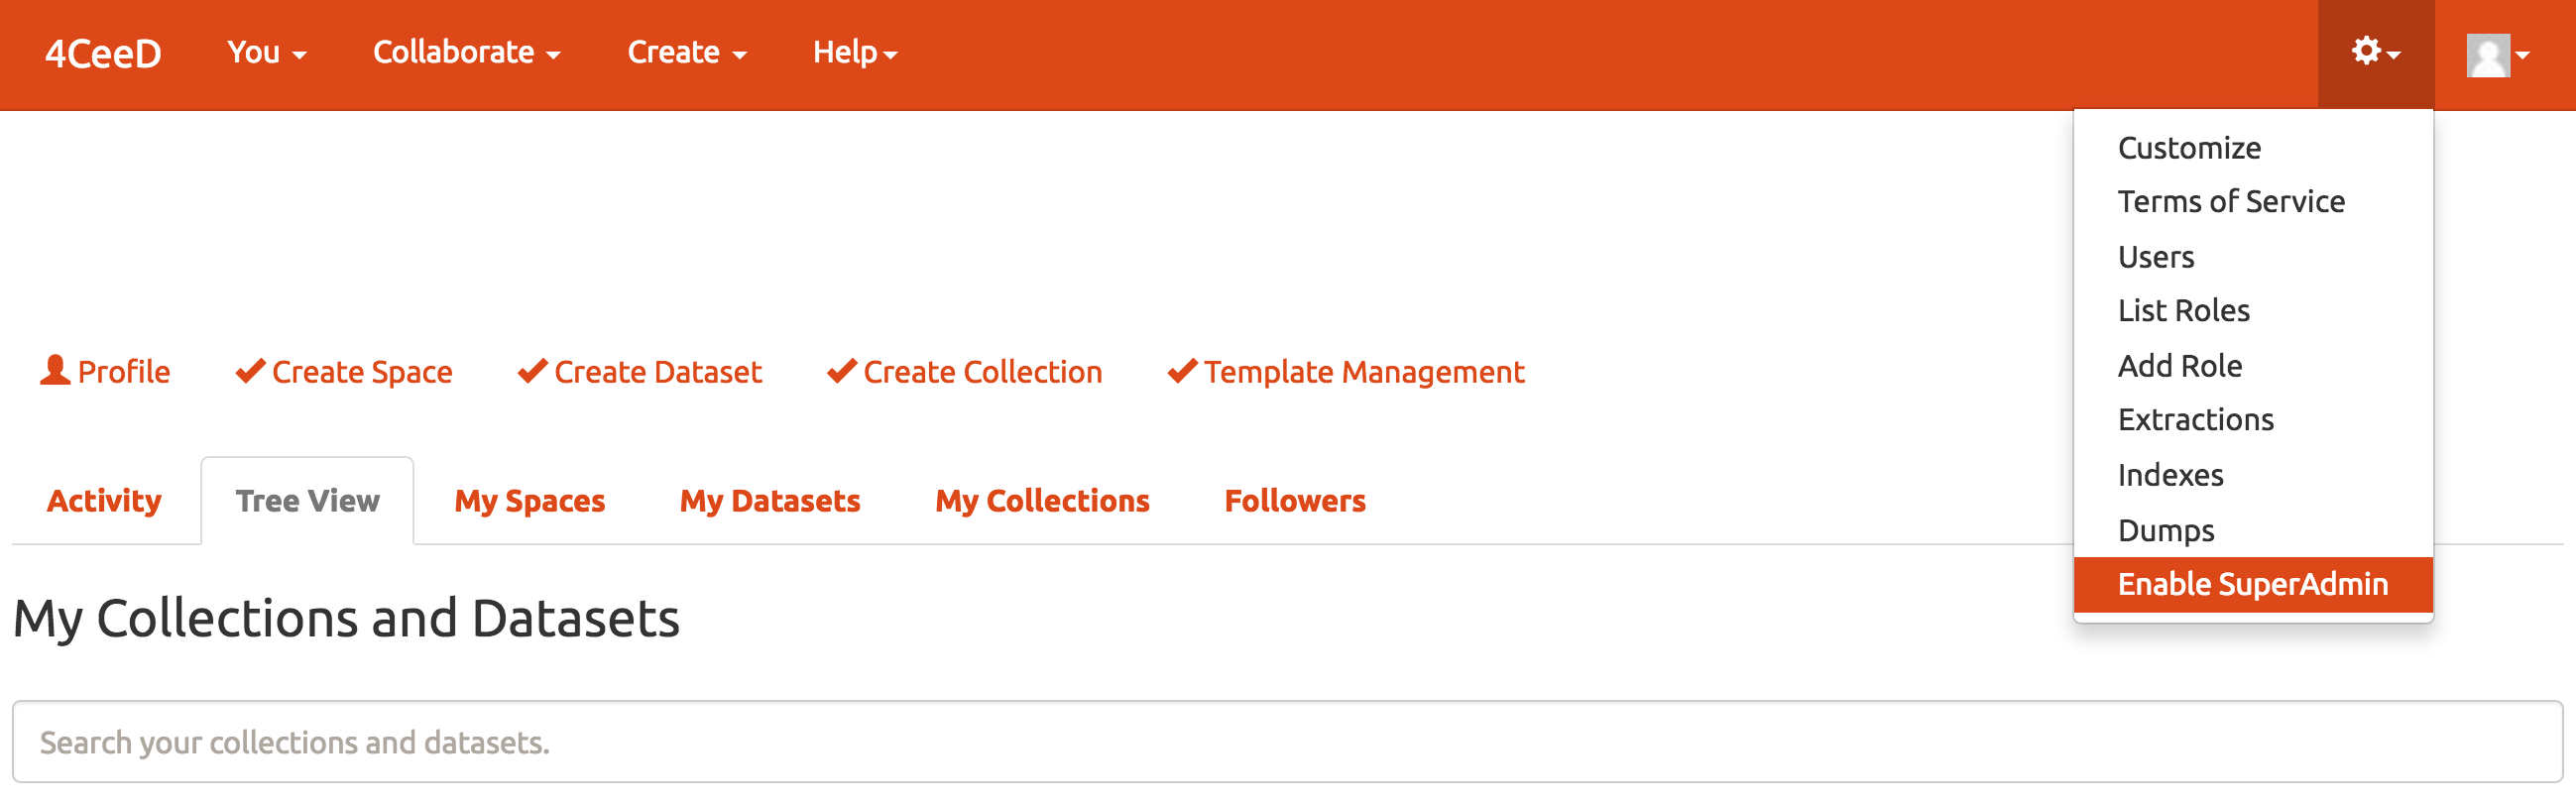 4CeeD You Collaborate Create Help
Customize
Terms of Service
Users
List Roles
Add Role
Extractions
Indexes
Dumps
Enable SuperAdmin
Profile Create Space Create Dataset Create Collection Template Management
Activity Tree View My Spaces My Datasets My Collections Followers
My Collections and Datasets
Search your collections and datasets.